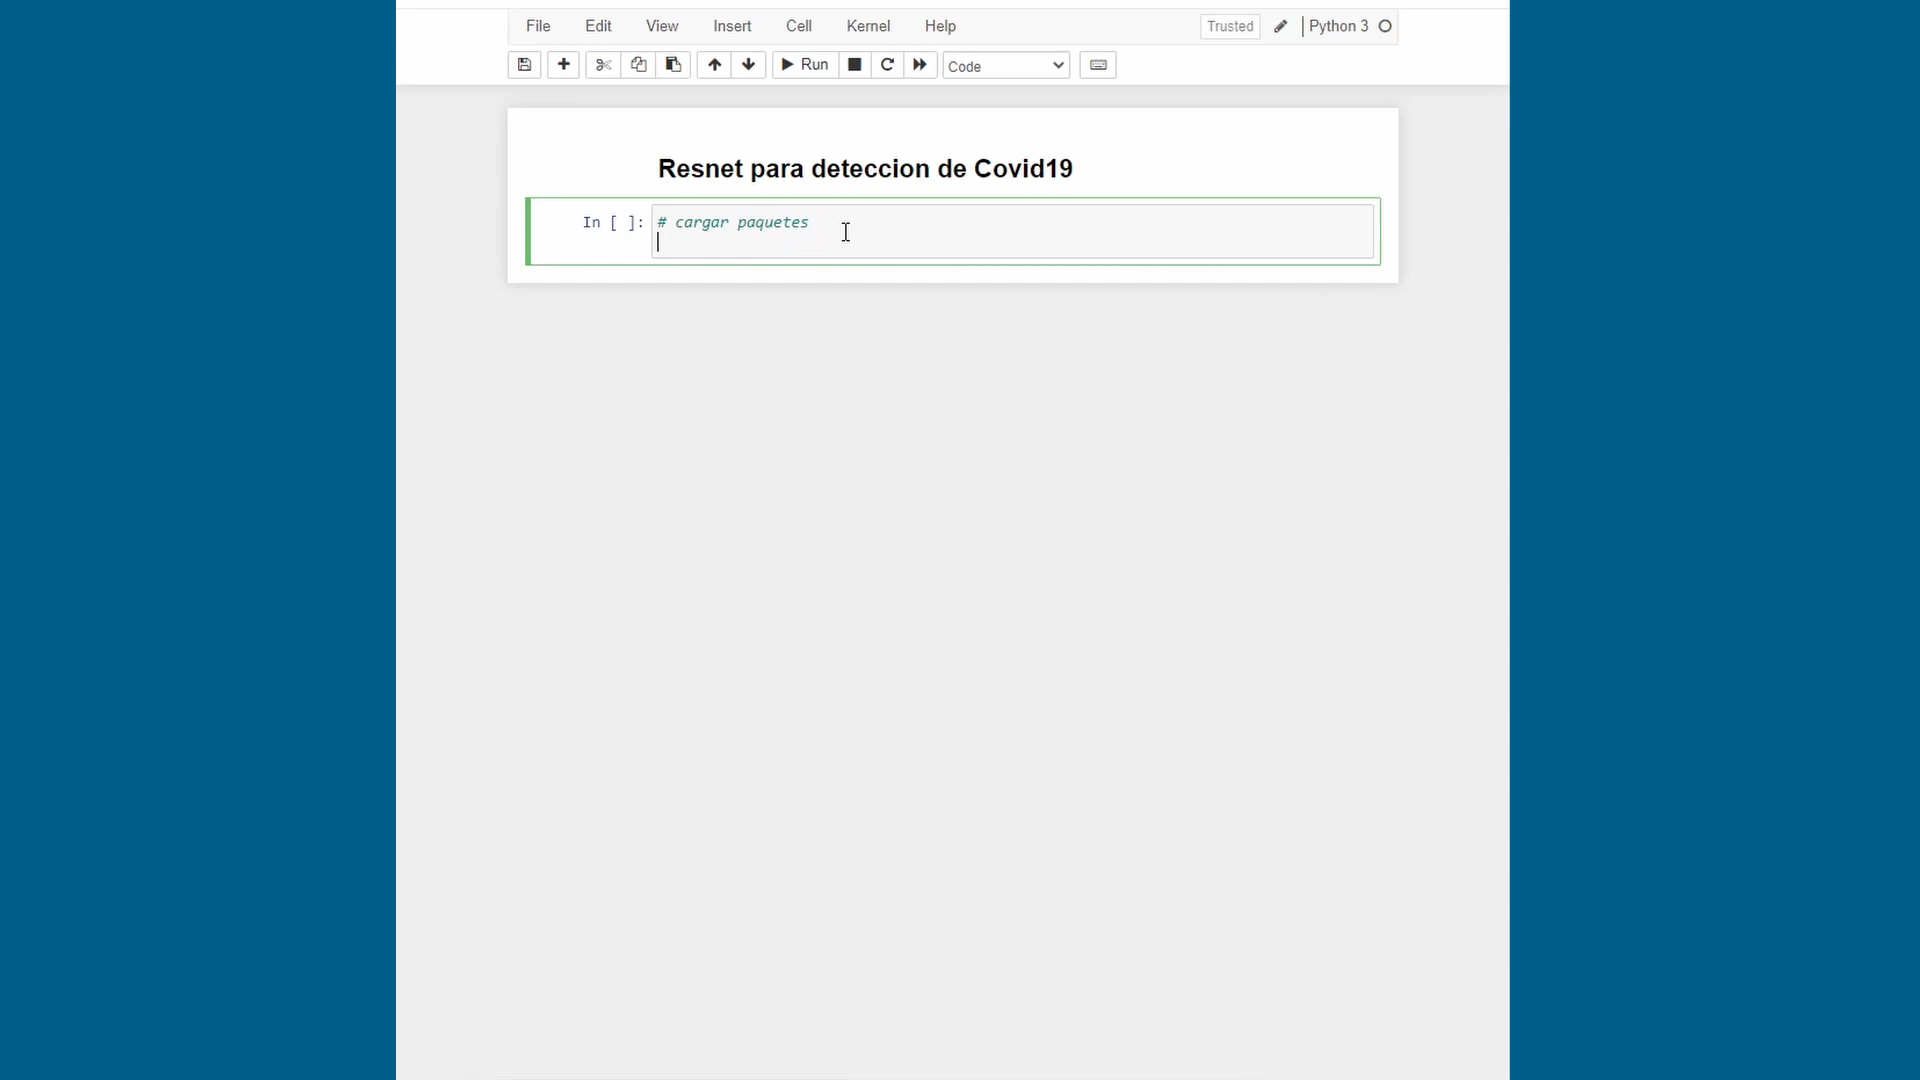 File Edit View Insert Cell Kernel Help Trusted Python 3
Run Code
Resnet para deteccion de Covid19
In [ ]: # cargar paquetes